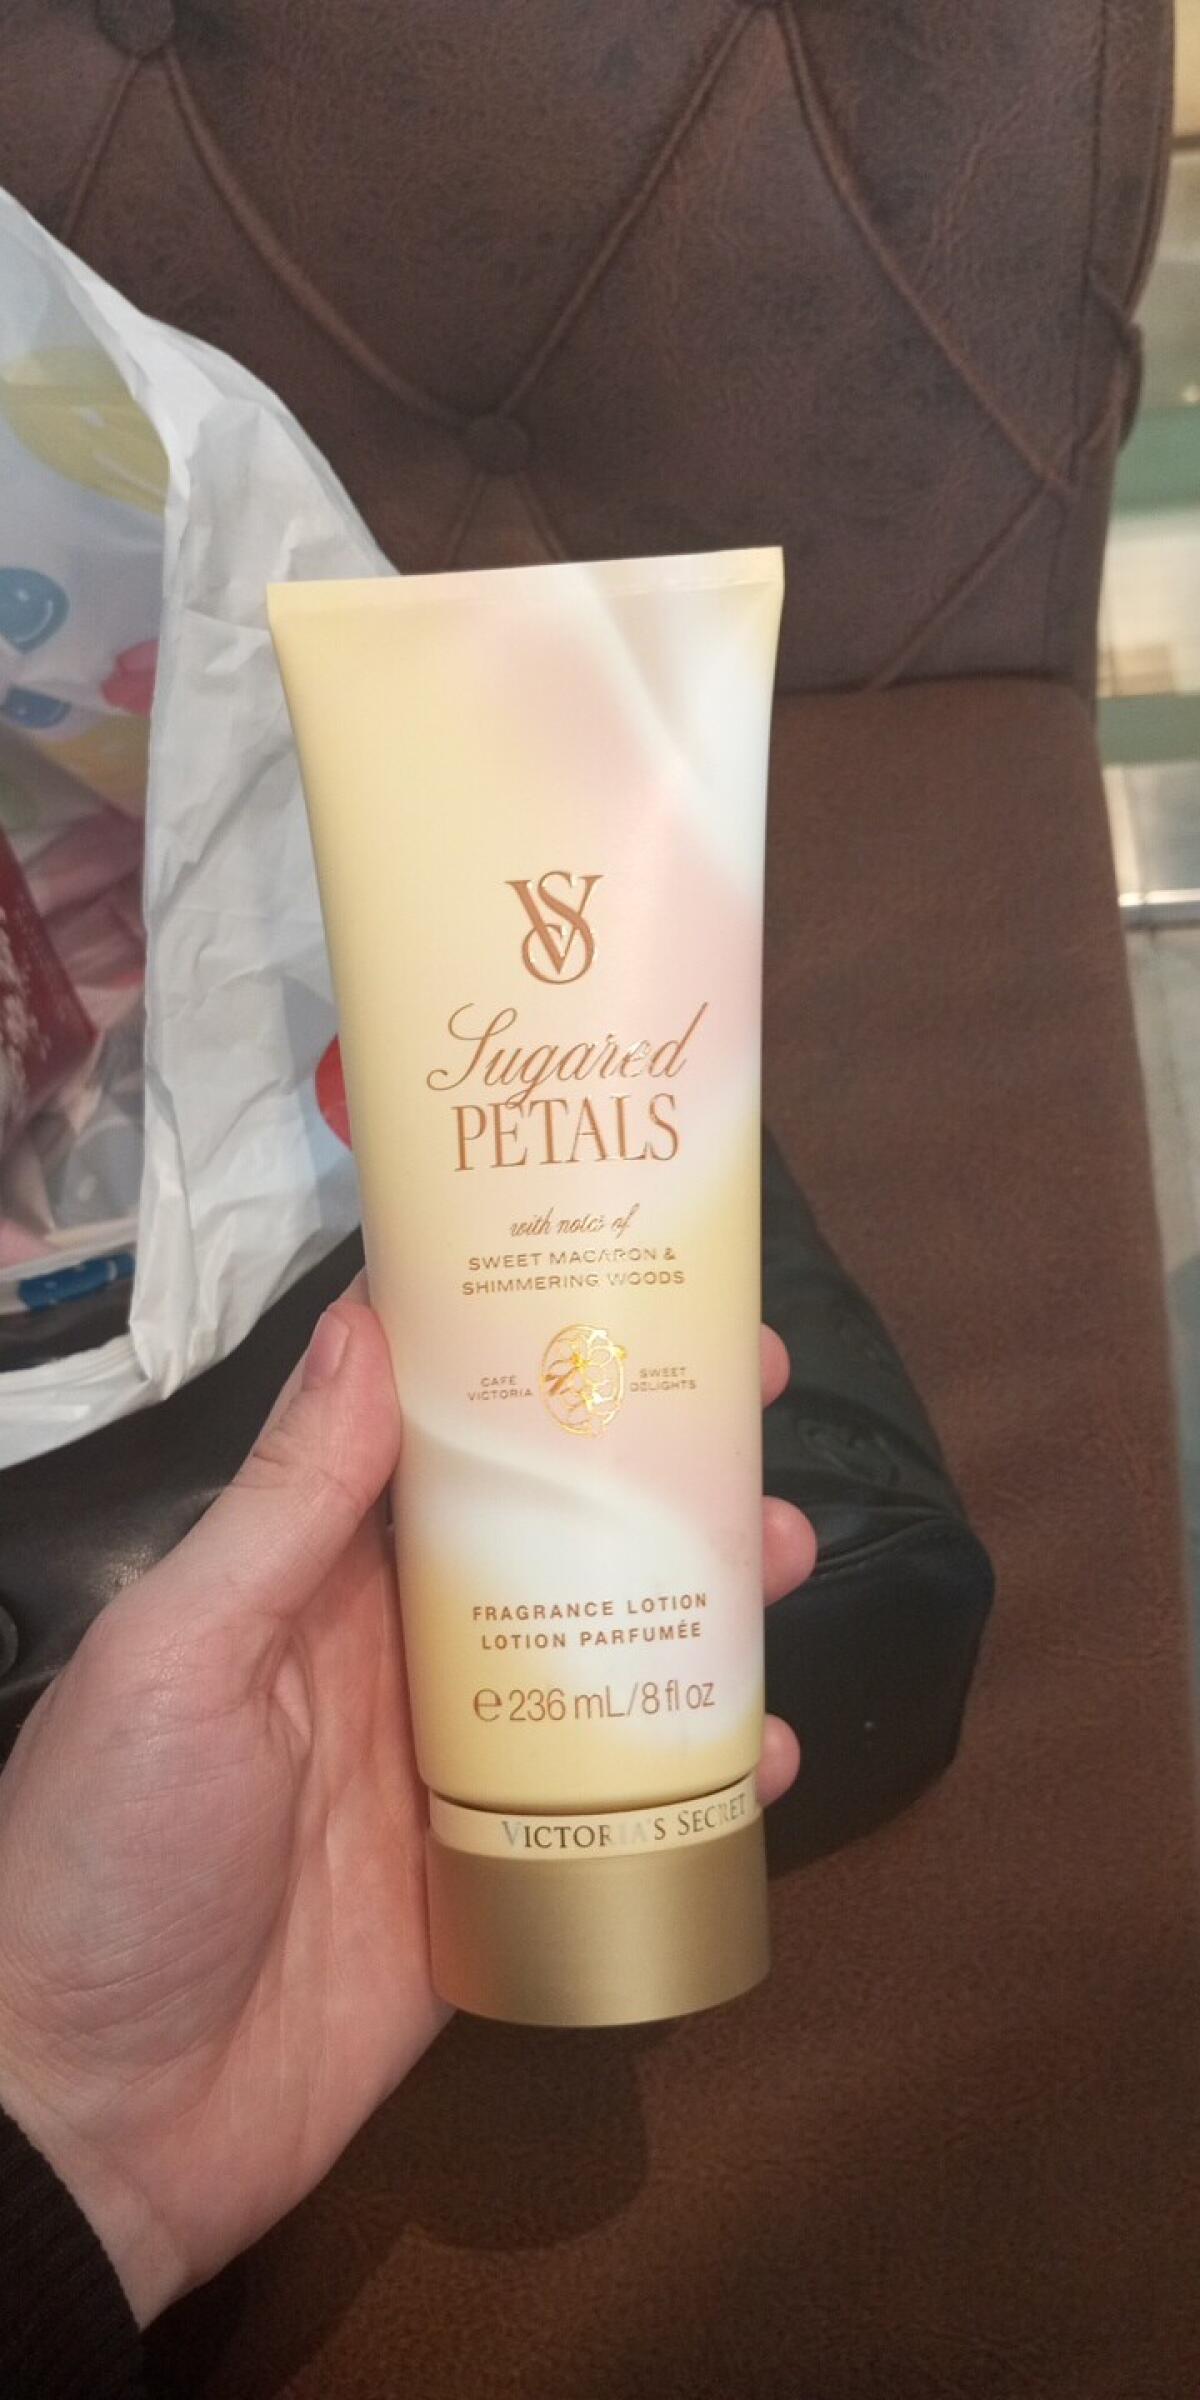 VS
Sugared
PETALS
with notes of
SWEET MACARON &
SHIMMERING WOODS
CAFÉ
VICTORIA
SWEET
DELIGHTS
FRAGRANCE LOTION
LOTION PARFUMÉE
℮ 236 mL/8 fl oz
VICTORIA'S SECRET